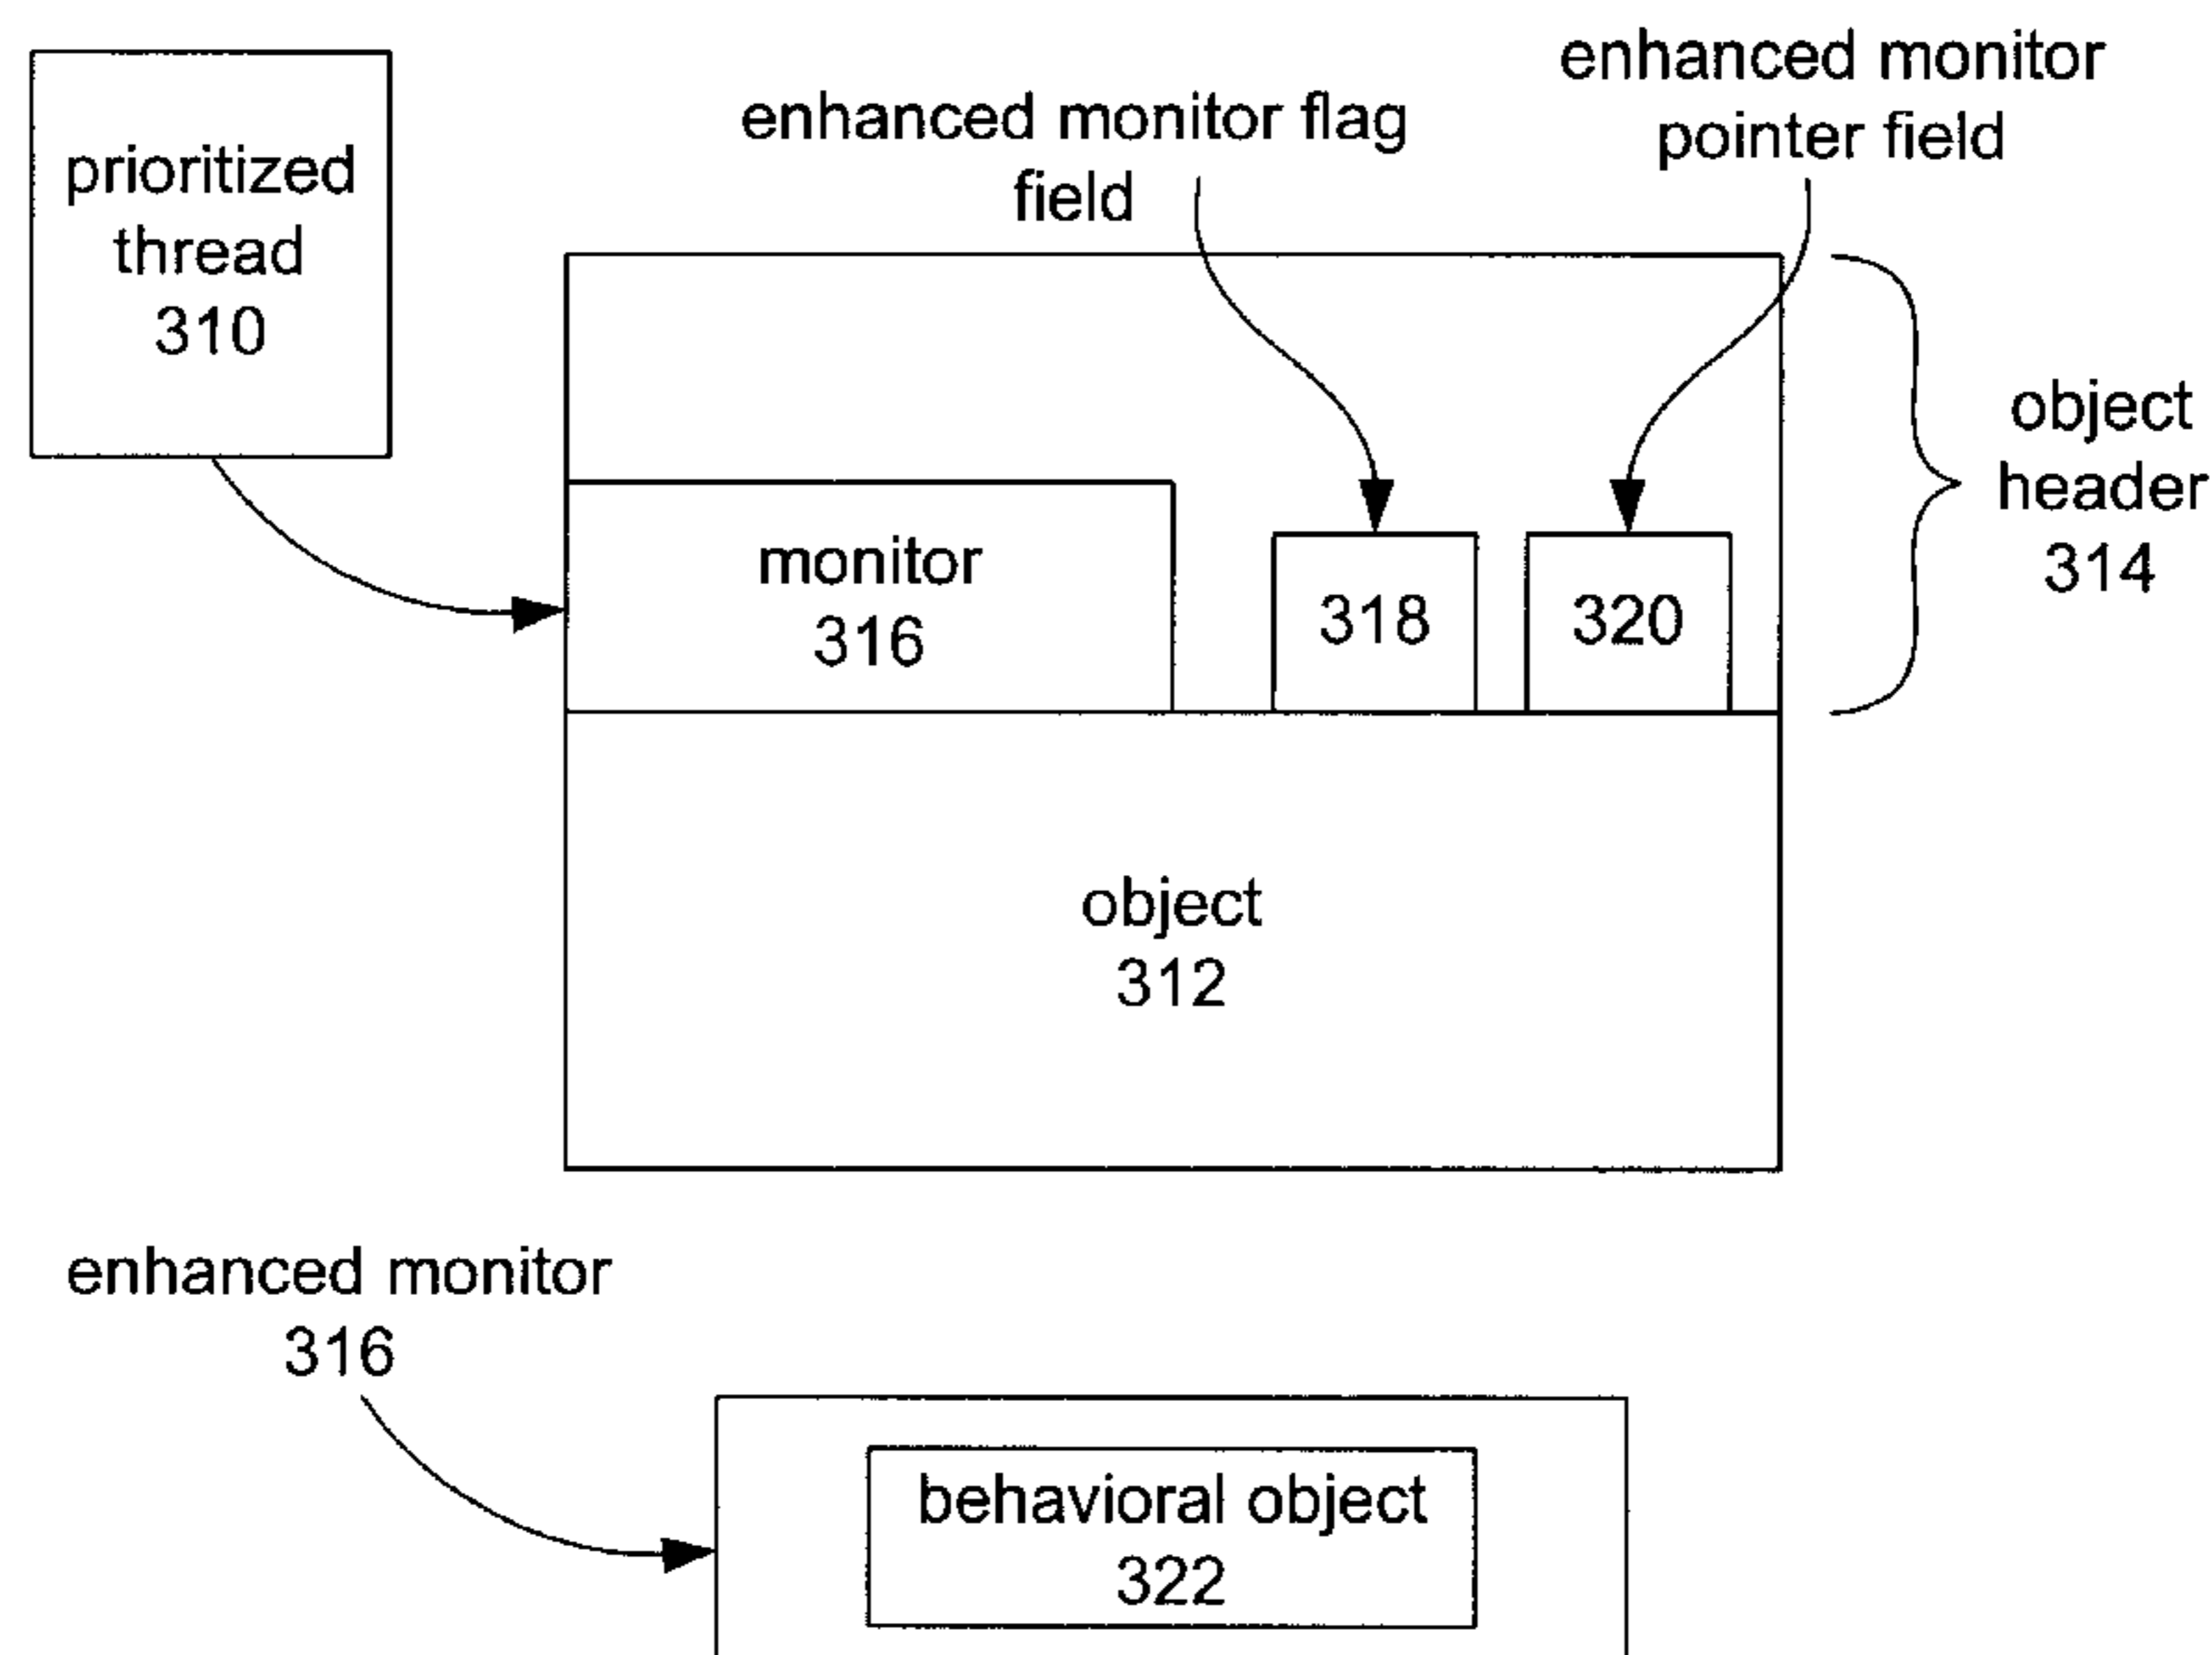 prioritized
thread
310
enhanced monitor flag
field
enhanced monitor
pointer field
object
header
314
monitor
316
318
320
object
312
enhanced monitor
316
behavioral object
322